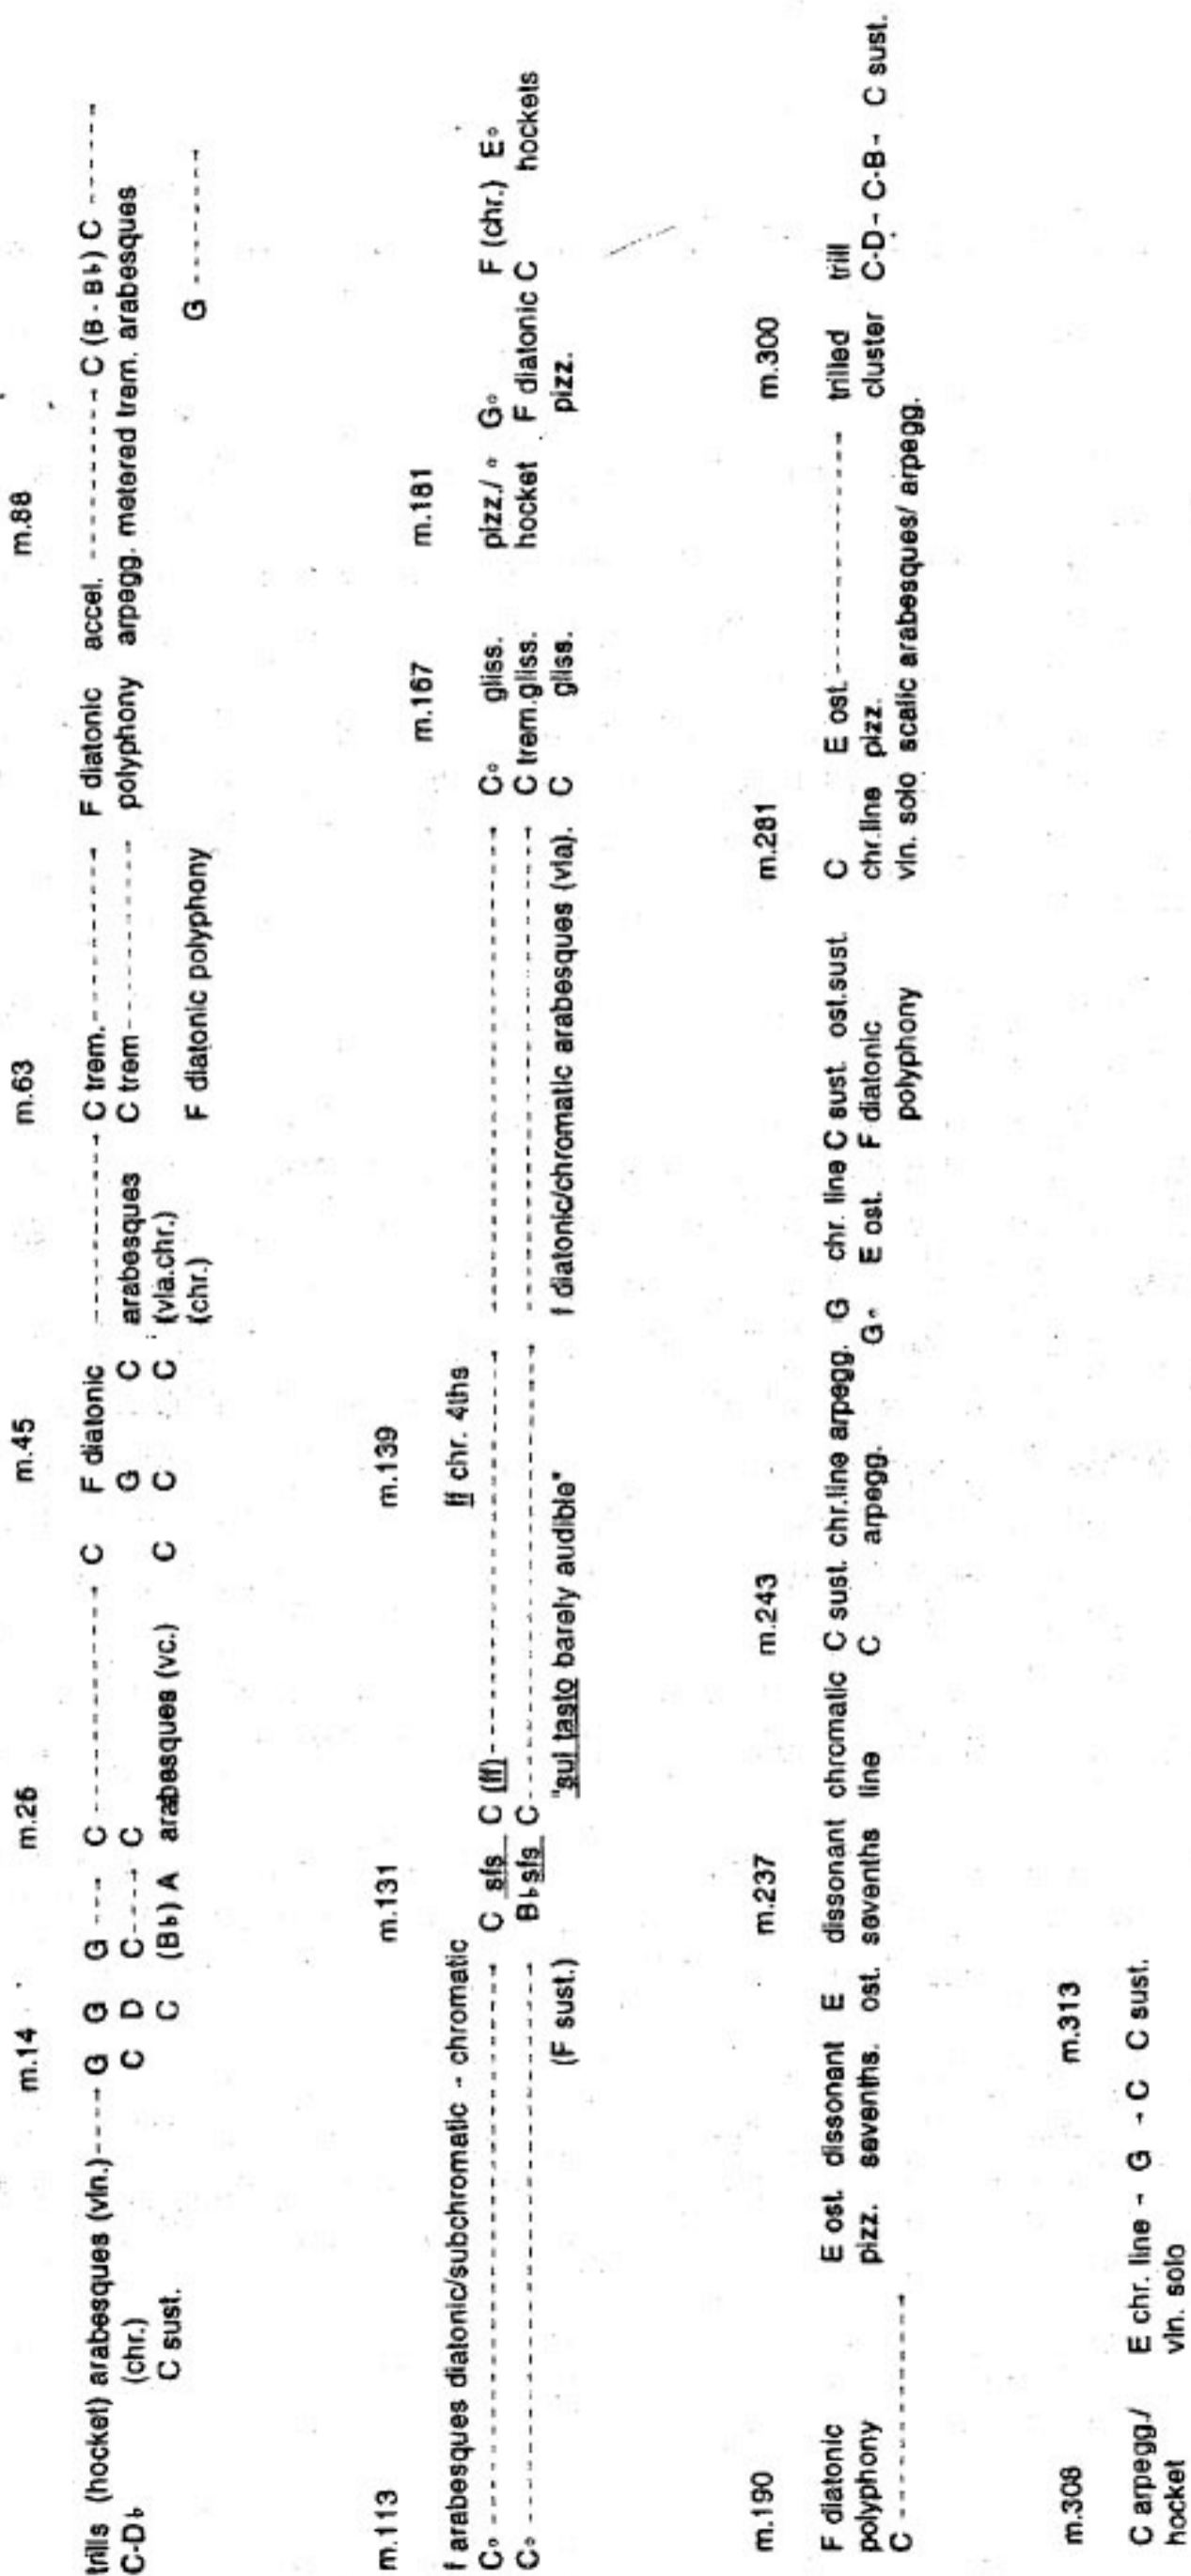 m.14 m.26 m.45 m.63 m.88
trills (hocket) arabesques (vln.)----→ G G G --→ C --------------→ C F diatonic ----------→ C trem.---------→ F diatonic accel. ---------→ C (B - B♭) C ------→
C-D♭ (chr.) C D C----→ C G C arabesques C trem----------→ polyphony arpegg. metered trem. arabesques
C sust. C (B♭) A arabesques (vc.) C C C (vla.chr.)
(chr.) F diatonic polyphony G -------→
m.113 m.131 m.139 m.167 m.181
f arabesques diatonic/subchromatic - chromatic ff chr. 4ths
C° --------------------------→ C sfs C (ff)--------------------------→ --------------------------→ C° gliss. pizz./ ° G° F (chr.) E°
C° --------------------------→ B♭ sfs C--------------------------→ --------------------------→ C trem.gliss. hocket F diatonic C hockets
(F sust.) "sul tasto barely audible" f diatonic/chromatic arabesques (vla). C gliss. pizz.
m.190 m.237 m.243 m.281 m.300
F diatonic E ost. dissonant E dissonant chromatic C sust. chr.line arpegg. G chr. line C sust. ost.sust. C E ost.------------→ trilled trill
polyphony pizz. sevenths. ost. sevenths line C arpegg. G° E ost. F diatonic chr.line pizz. cluster C-D→ C-B→ C sust.
C -----------→ polyphony vln. solo scalic arabesques/ arpegg.
m.308 m.313
C arpegg./ E chr. line → G → C C sust.
hocket vln. solo